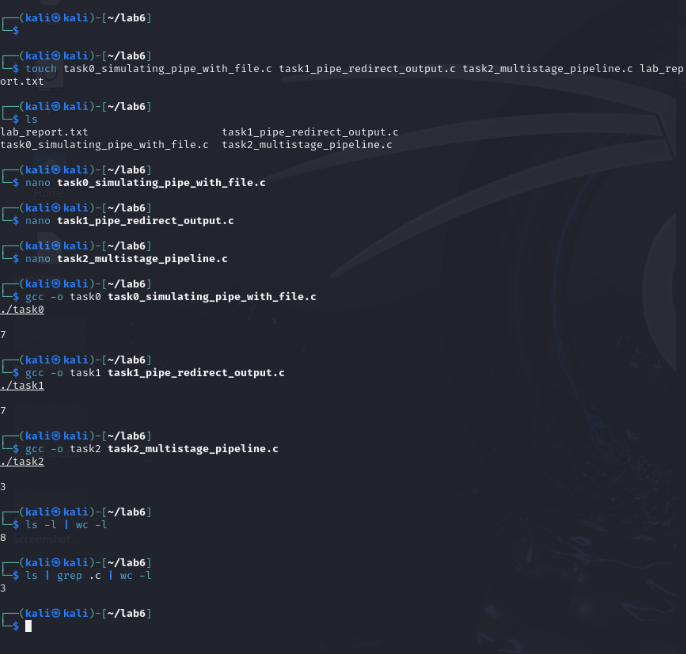 ┌──(kali㉿kali)-[~/lab6]
└─$
┌──(kali㉿kali)-[~/lab6]
└─$ touch task0_simulating_pipe_with_file.c task1_pipe_redirect_output.c task2_multistage_pipeline.c lab_rep
ort.txt
┌──(kali㉿kali)-[~/lab6]
└─$ ls
lab_report.txt                     task1_pipe_redirect_output.c
task0_simulating_pipe_with_file.c  task2_multistage_pipeline.c
┌──(kali㉿kali)-[~/lab6]
└─$ nano task0_simulating_pipe_with_file.c
┌──(kali㉿kali)-[~/lab6]
└─$ nano task1_pipe_redirect_output.c
┌──(kali㉿kali)-[~/lab6]
└─$ nano task2_multistage_pipeline.c
┌──(kali㉿kali)-[~/lab6]
└─$ gcc -o task0 task0_simulating_pipe_with_file.c
./task0
7
┌──(kali㉿kali)-[~/lab6]
└─$ gcc -o task1 task1_pipe_redirect_output.c
./task1
7
┌──(kali㉿kali)-[~/lab6]
└─$ gcc -o task2 task2_multistage_pipeline.c
./task2
3
┌──(kali㉿kali)-[~/lab6]
└─$ ls -l | wc -l
8
┌──(kali㉿kali)-[~/lab6]
└─$ ls | grep .c | wc -l
3
┌──(kali㉿kali)-[~/lab6]
└─$